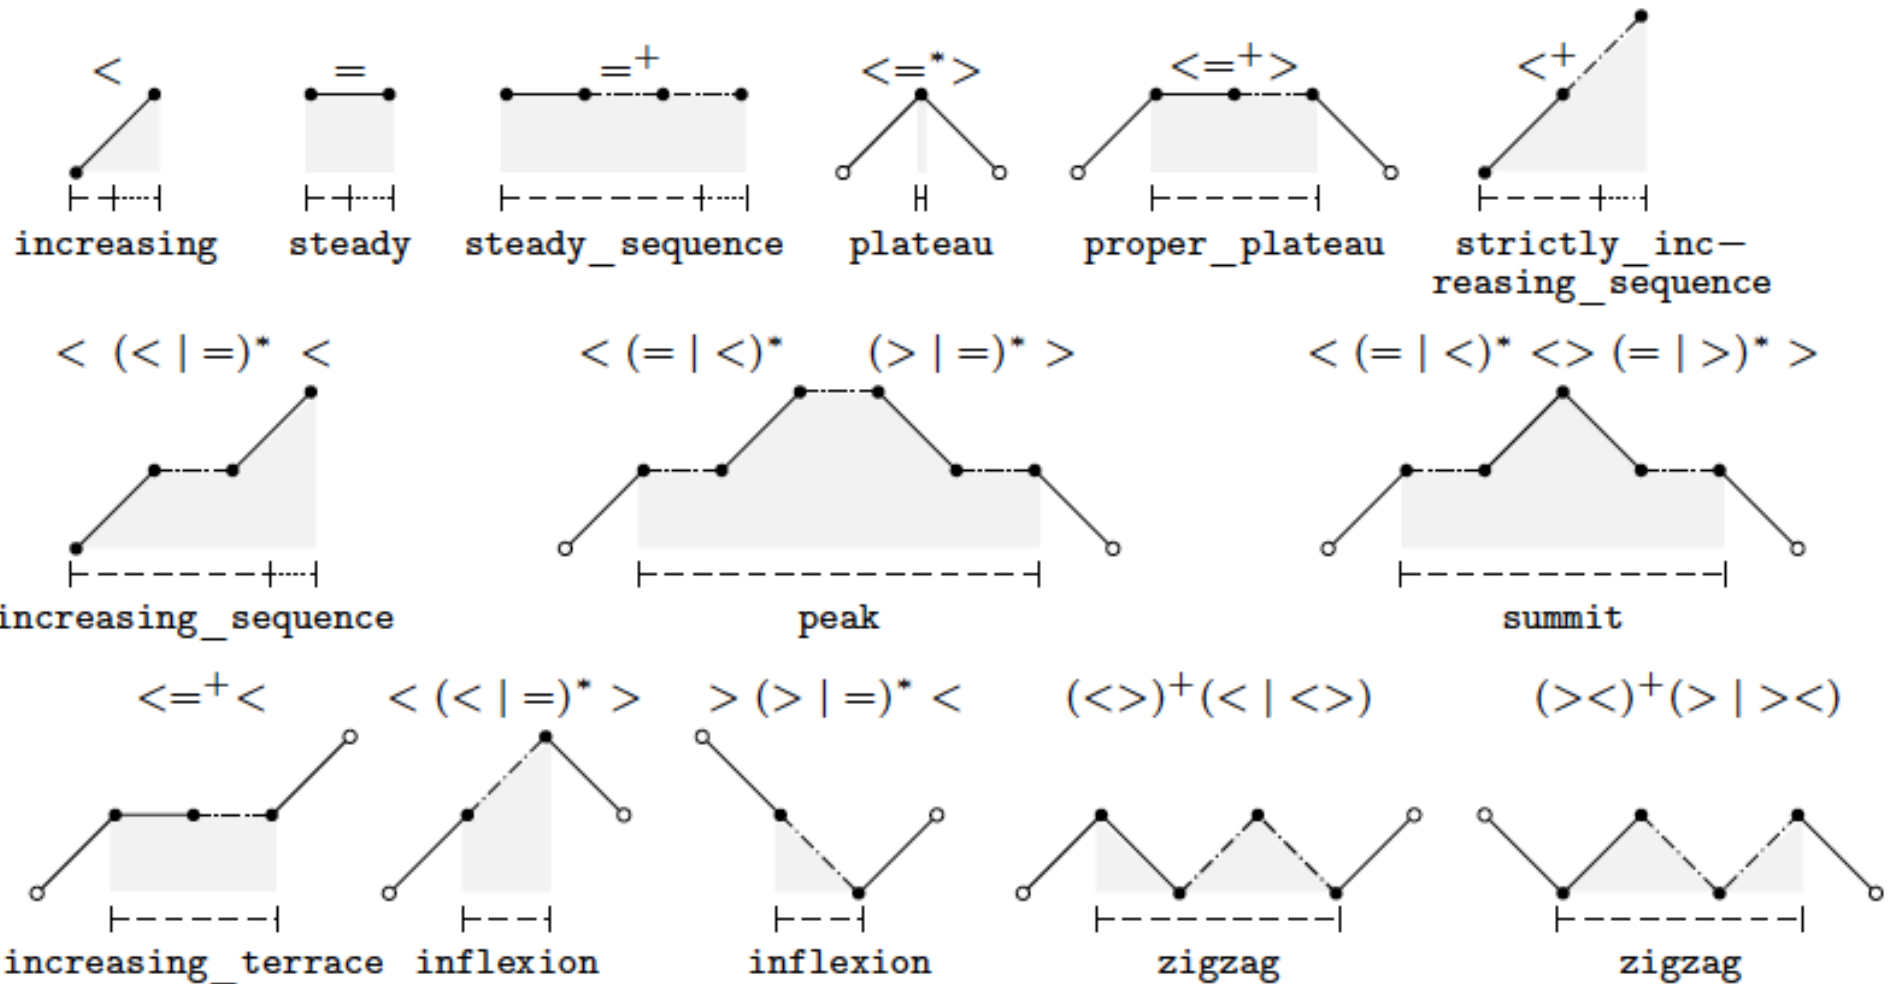 < = =⁺ <=*> <=⁺> <⁺
increasing steady steady_sequence plateau proper_plateau strictly_inc-
reasing_sequence
< (< | =)* < < (= | <)* (> | =)* > < (= | <)* <> (= | >)* >
increasing_sequence peak summit
<=⁺< < (< | =)* > > (> | =)* < (<>)⁺(< | <>) (><)⁺(> | ><)
increasing_terrace inflexion inflexion zigzag zigzag